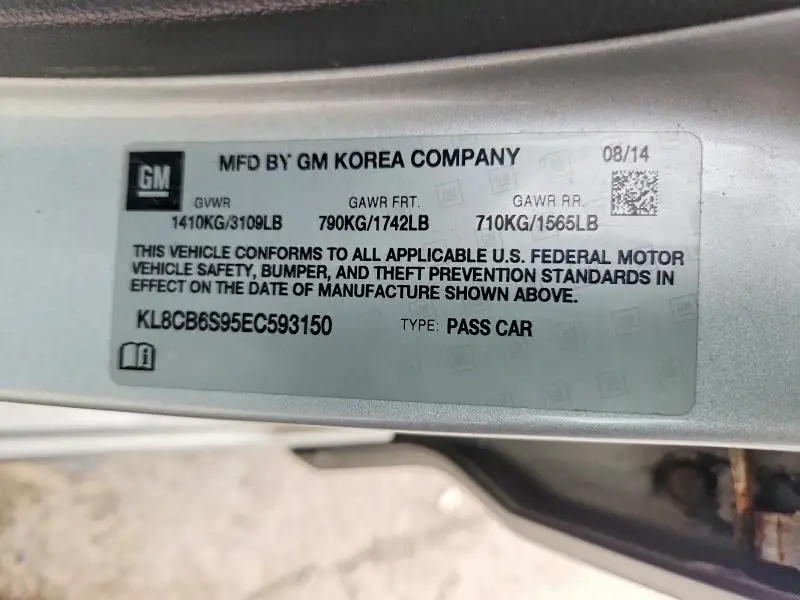 GM
MFD BY GM KOREA COMPANY 08/14
GVWR GAWR FRT. GAWR RR.
1410KG/3109LB 790KG/1742LB 710KG/1565LB
THIS VEHICLE CONFORMS TO ALL APPLICABLE U.S. FEDERAL MOTOR
VEHICLE SAFETY, BUMPER, AND THEFT PREVENTION STANDARDS IN
EFFECT ON THE DATE OF MANUFACTURE SHOWN ABOVE.
KL8CB6S95EC593150 TYPE: PASS CAR